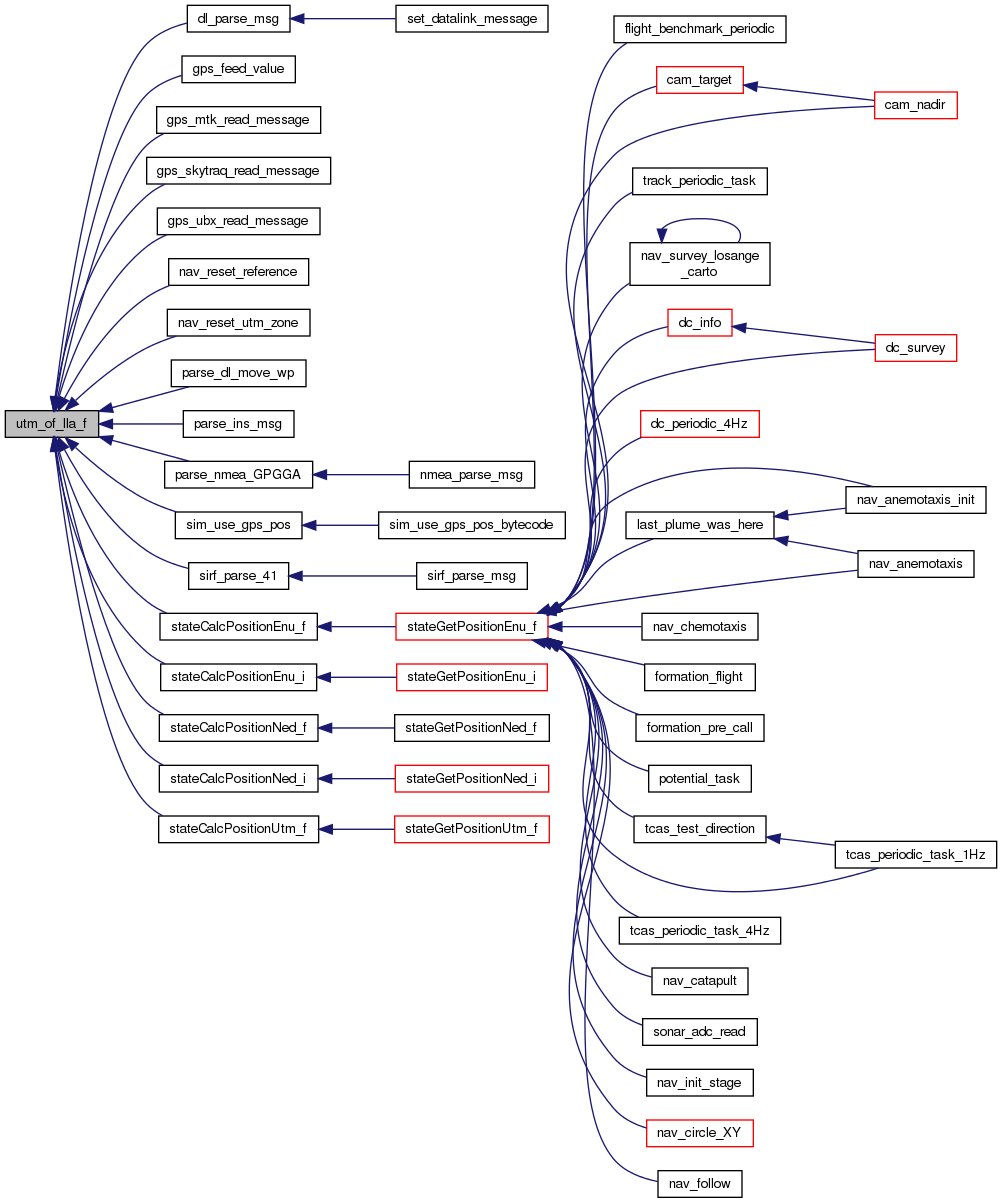 utm_of_lla_f
dl_parse_msg
set_datalink_message
gps_feed_value
gps_mtk_read_message
gps_skytraq_read_message
gps_ubx_read_message
nav_reset_reference
nav_reset_utm_zone
parse_dl_move_wp
parse_ins_msg
parse_nmea_GPGGA
nmea_parse_msg
sim_use_gps_pos
sim_use_gps_pos_bytecode
sirf_parse_41
sirf_parse_msg
stateCalcPositionEnu_f
stateGetPositionEnu_f
stateCalcPositionEnu_i
stateGetPositionEnu_i
stateCalcPositionNed_f
stateGetPositionNed_f
stateCalcPositionNed_i
stateGetPositionNed_i
stateCalcPositionUtm_f
stateGetPositionUtm_f
flight_benchmark_periodic
cam_target
cam_nadir
track_periodic_task
nav_survey_losange
_carto
dc_info
dc_survey
dc_periodic_4Hz
nav_anemotaxis_init
last_plume_was_here
nav_anemotaxis
nav_chemotaxis
formation_flight
formation_pre_call
potential_task
tcas_test_direction
tcas_periodic_task_1Hz
tcas_periodic_task_4Hz
nav_catapult
sonar_adc_read
nav_init_stage
nav_circle_XY
nav_follow